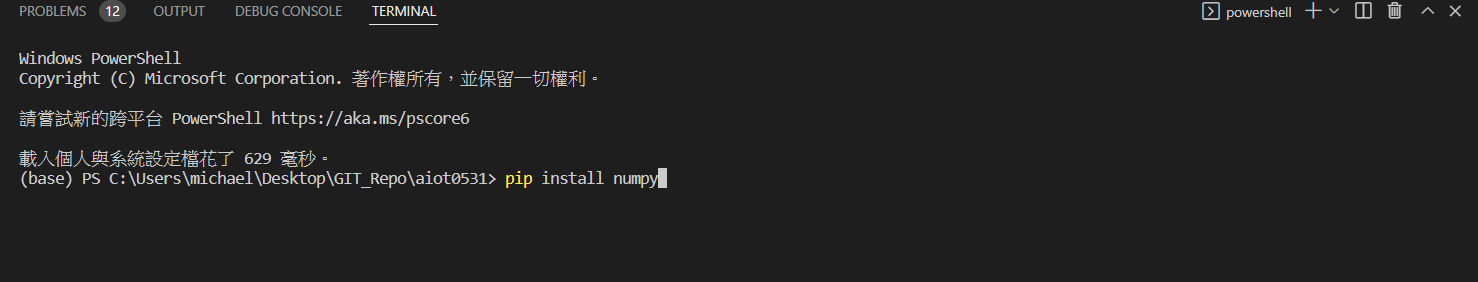 PROBLEMS 12 OUTPUT DEBUG CONSOLE TERMINAL powershell
Windows PowerShell
Copyright (C) Microsoft Corporation. 著作權所有，並保留一切權利。
請嘗試新的跨平台 PowerShell https://aka.ms/pscore6
載入個人與系統設定檔花了 629 毫秒。
(base) PS C:\Users\michael\Desktop\GIT_Repo\aiot0531> pip install numpy